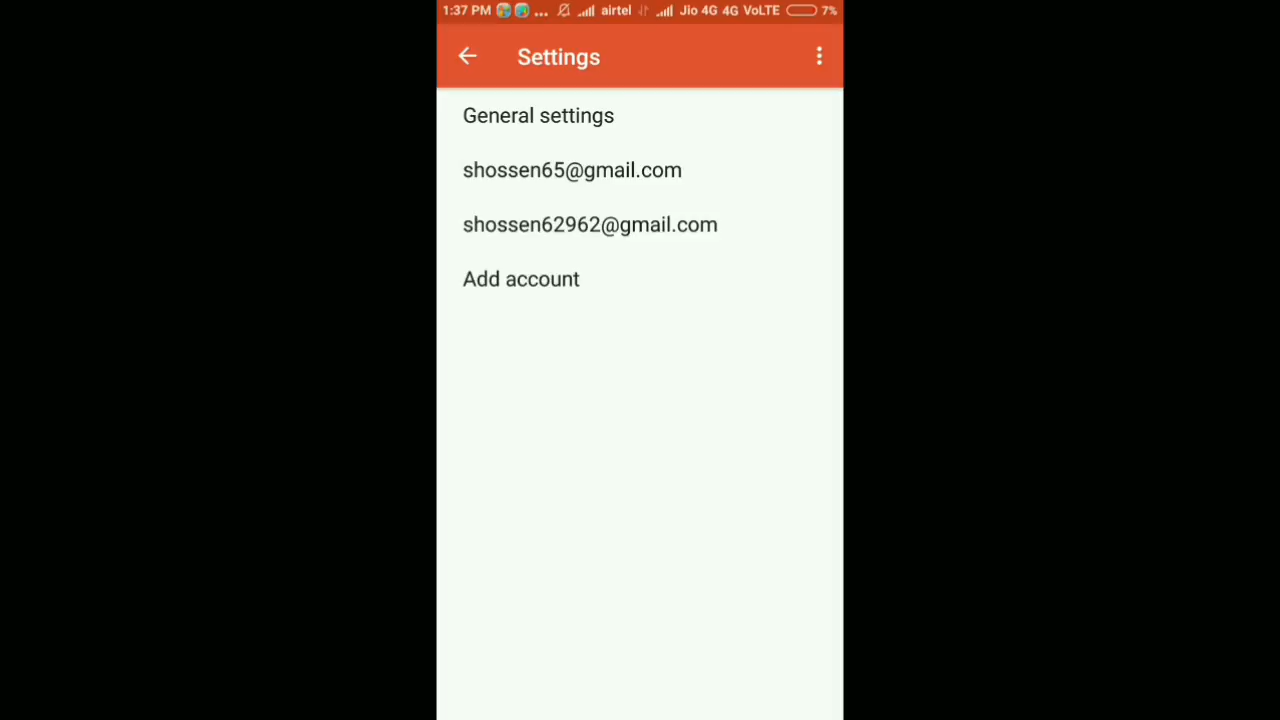 1:37 PM ... airtel Jio 4G 4G VoLTE 7%
Settings
General settings
shossen65@gmail.com
shossen62962@gmail.com
Add account